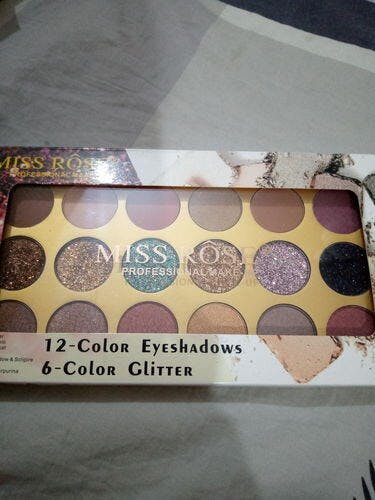 MISS ROSE
PROFESSIONAL MAKE
MISS ROSE
PROFESSIONAL MAKE
12-Color Eyeshadows
6-Color Glitter